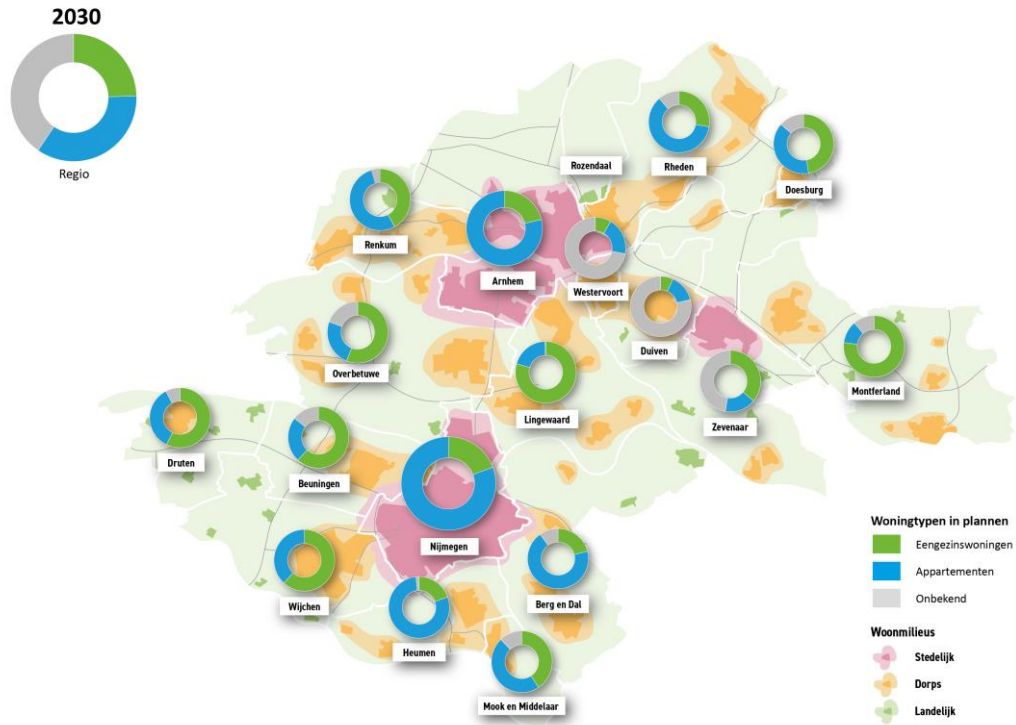 2030
Regio
Rozendaal
Rheden
Doesburg
Renkum
Arnhem
Westervoort
Duiven
Overbetuwe
Montferland
Lingewaard
Zevenaar
Druten
Beuningen
Nijmegen
Wijchen
Berg en Dal
Heumen
Mook en Middelaar
Woningtypen in plannen
Eengezinswoningen
Appartementen
Onbekend
Woonmilieus
Stedelijk
Dorps
Landelijk